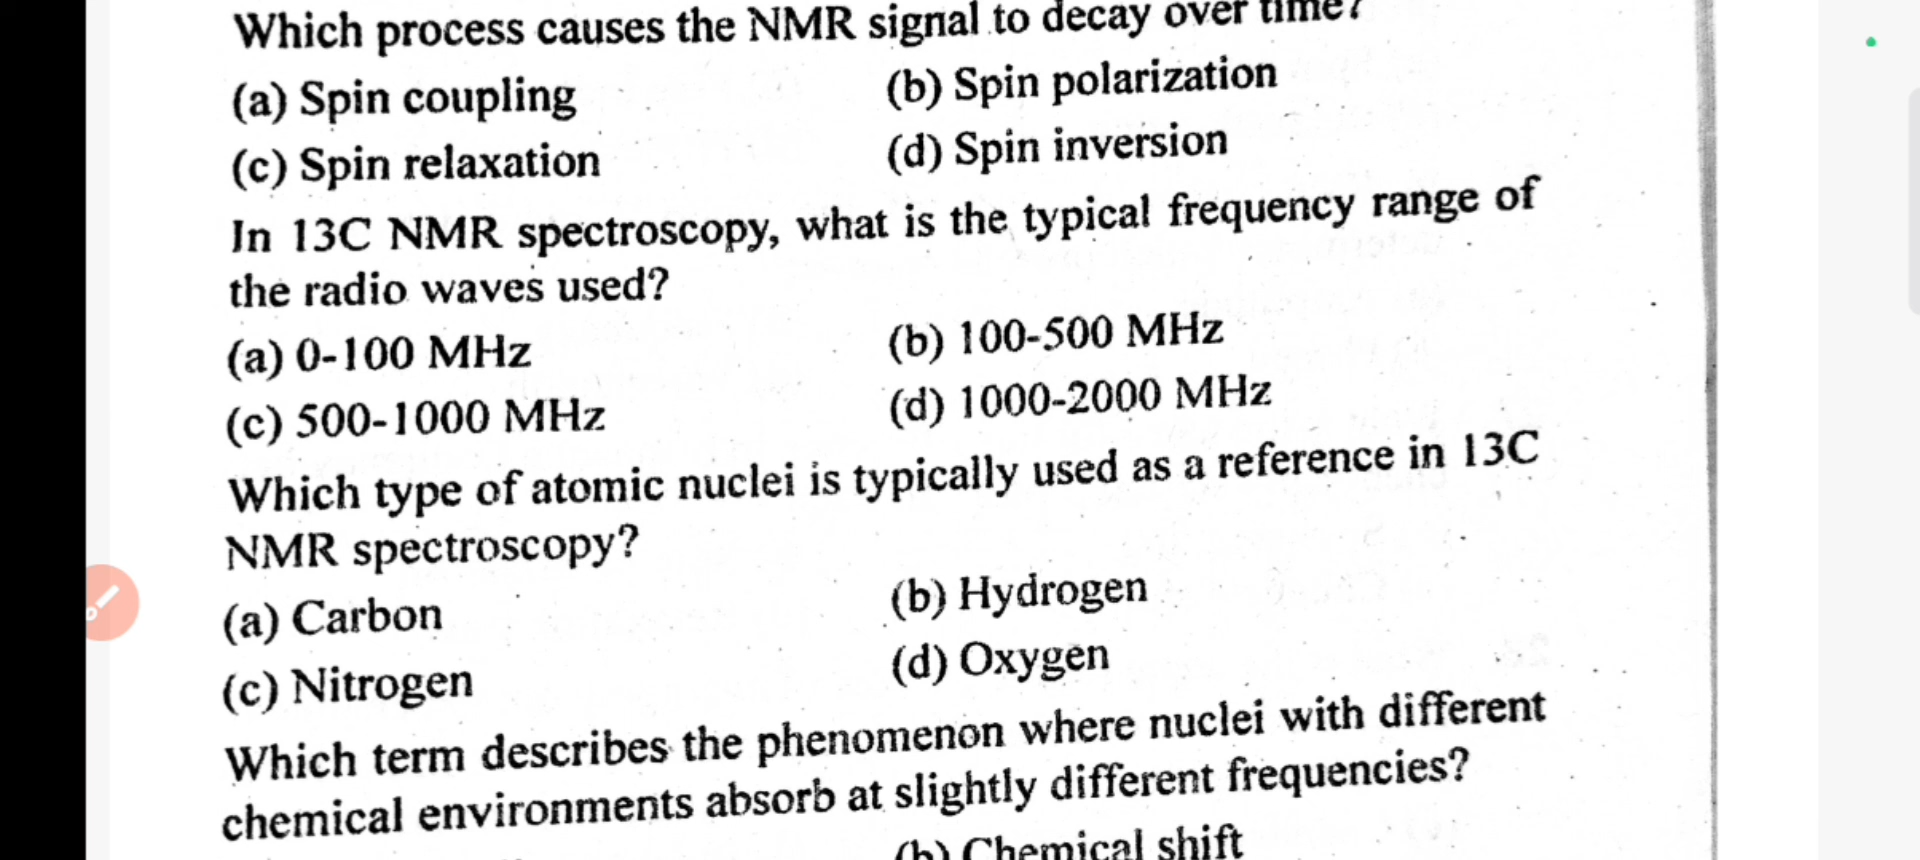 Which process causes the NMR signal to decay over time?
(a) Spin coupling (b) Spin polarization
(c) Spin relaxation (d) Spin inversion
In 13C NMR spectroscopy, what is the typical frequency range of
the radio waves used?
(a) 0-100 MHz (b) 100-500 MHz
(c) 500-1000 MHz (d) 1000-2000 MHz
Which type of atomic nuclei is typically used as a reference in 13C
NMR spectroscopy?
(a) Carbon (b) Hydrogen
(c) Nitrogen (d) Oxygen
Which term describes the phenomenon where nuclei with different
chemical environments absorb at slightly different frequencies?
(b) Chemical shift